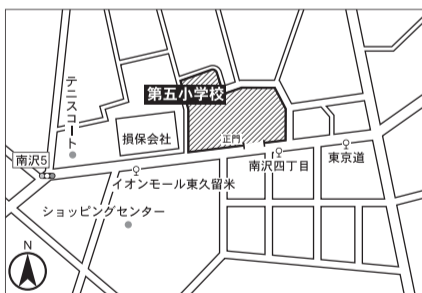 第五小学校
テニスコート
損保会社
正門
南沢5
南沢四丁目
東京道
イオンモール東久留米
ショッピングセンター
N